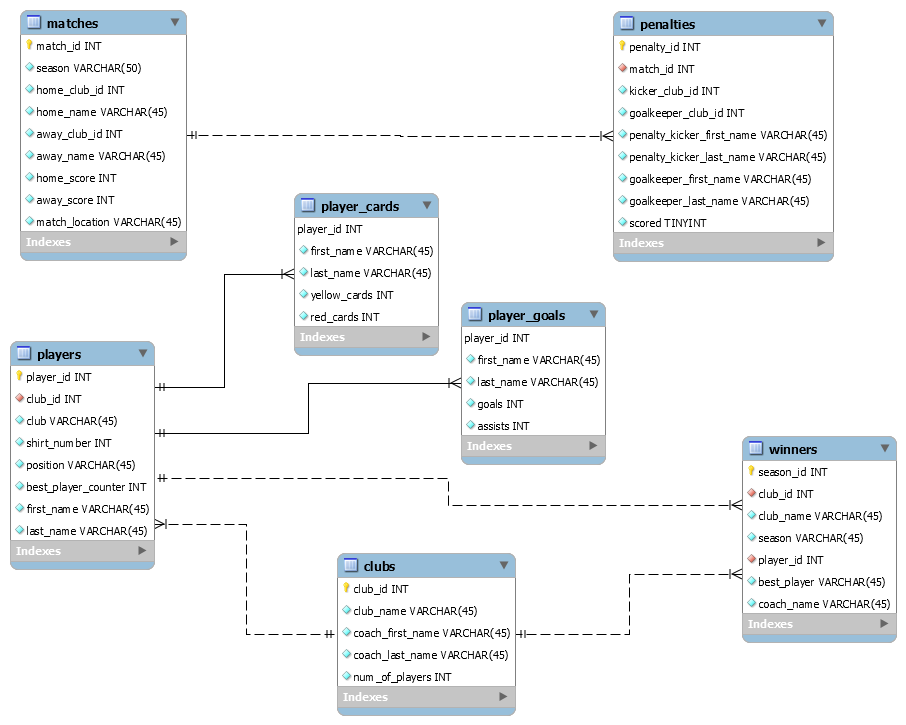 matches
match_id INT
season VARCHAR(50)
home_club_id INT
home_name VARCHAR(45)
away_club_id INT
away_name VARCHAR(45)
home_score INT
away_score INT
match_location VARCHAR(45)
Indexes
penalties
penalty_id INT
match_id INT
kicker_club_id INT
goalkeeper_club_id INT
penalty_kicker_first_name VARCHAR(45)
penalty_kicker_last_name VARCHAR(45)
goalkeeper_first_name VARCHAR(45)
goalkeeper_last_name VARCHAR(45)
scored TINYINT
Indexes
player_cards
player_id INT
first_name VARCHAR(45)
last_name VARCHAR(45)
yellow_cards INT
red_cards INT
Indexes
player_goals
player_id INT
first_name VARCHAR(45)
last_name VARCHAR(45)
goals INT
assists INT
Indexes
players
player_id INT
club_id INT
club VARCHAR(45)
shirt_number INT
position VARCHAR(45)
best_player_counter INT
first_name VARCHAR(45)
last_name VARCHAR(45)
Indexes
winners
season_id INT
club_id INT
club_name VARCHAR(45)
season VARCHAR(45)
player_id INT
best_player VARCHAR(45)
coach_name VARCHAR(45)
Indexes
clubs
club_id INT
club_name VARCHAR(45)
coach_first_name VARCHAR(45)
coach_last_name VARCHAR(45)
num_of_players INT
Indexes